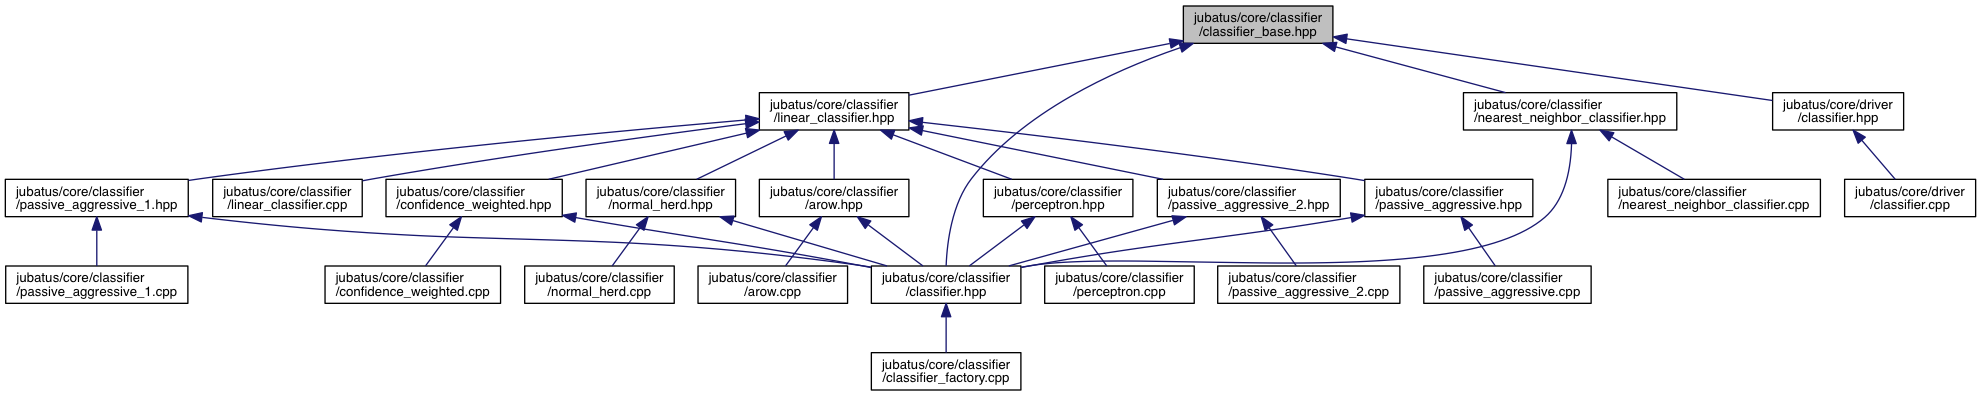 jubatus/core/classifier
/classifier_base.hpp
jubatus/core/classifier
/linear_classifier.hpp
jubatus/core/classifier
/nearest_neighbor_classifier.hpp
jubatus/core/driver
/classifier.hpp
jubatus/core/classifier
/passive_aggressive_1.hpp
jubatus/core/classifier
/linear_classifier.cpp
jubatus/core/classifier
/confidence_weighted.hpp
jubatus/core/classifier
/normal_herd.hpp
jubatus/core/classifier
/arow.hpp
jubatus/core/classifier
/perceptron.hpp
jubatus/core/classifier
/passive_aggressive_2.hpp
jubatus/core/classifier
/passive_aggressive.hpp
jubatus/core/classifier
/nearest_neighbor_classifier.cpp
jubatus/core/driver
/classifier.cpp
jubatus/core/classifier
/passive_aggressive_1.cpp
jubatus/core/classifier
/confidence_weighted.cpp
jubatus/core/classifier
/normal_herd.cpp
jubatus/core/classifier
/arow.cpp
jubatus/core/classifier
/classifier.hpp
jubatus/core/classifier
/perceptron.cpp
jubatus/core/classifier
/passive_aggressive_2.cpp
jubatus/core/classifier
/passive_aggressive.cpp
jubatus/core/classifier
/classifier_factory.cpp